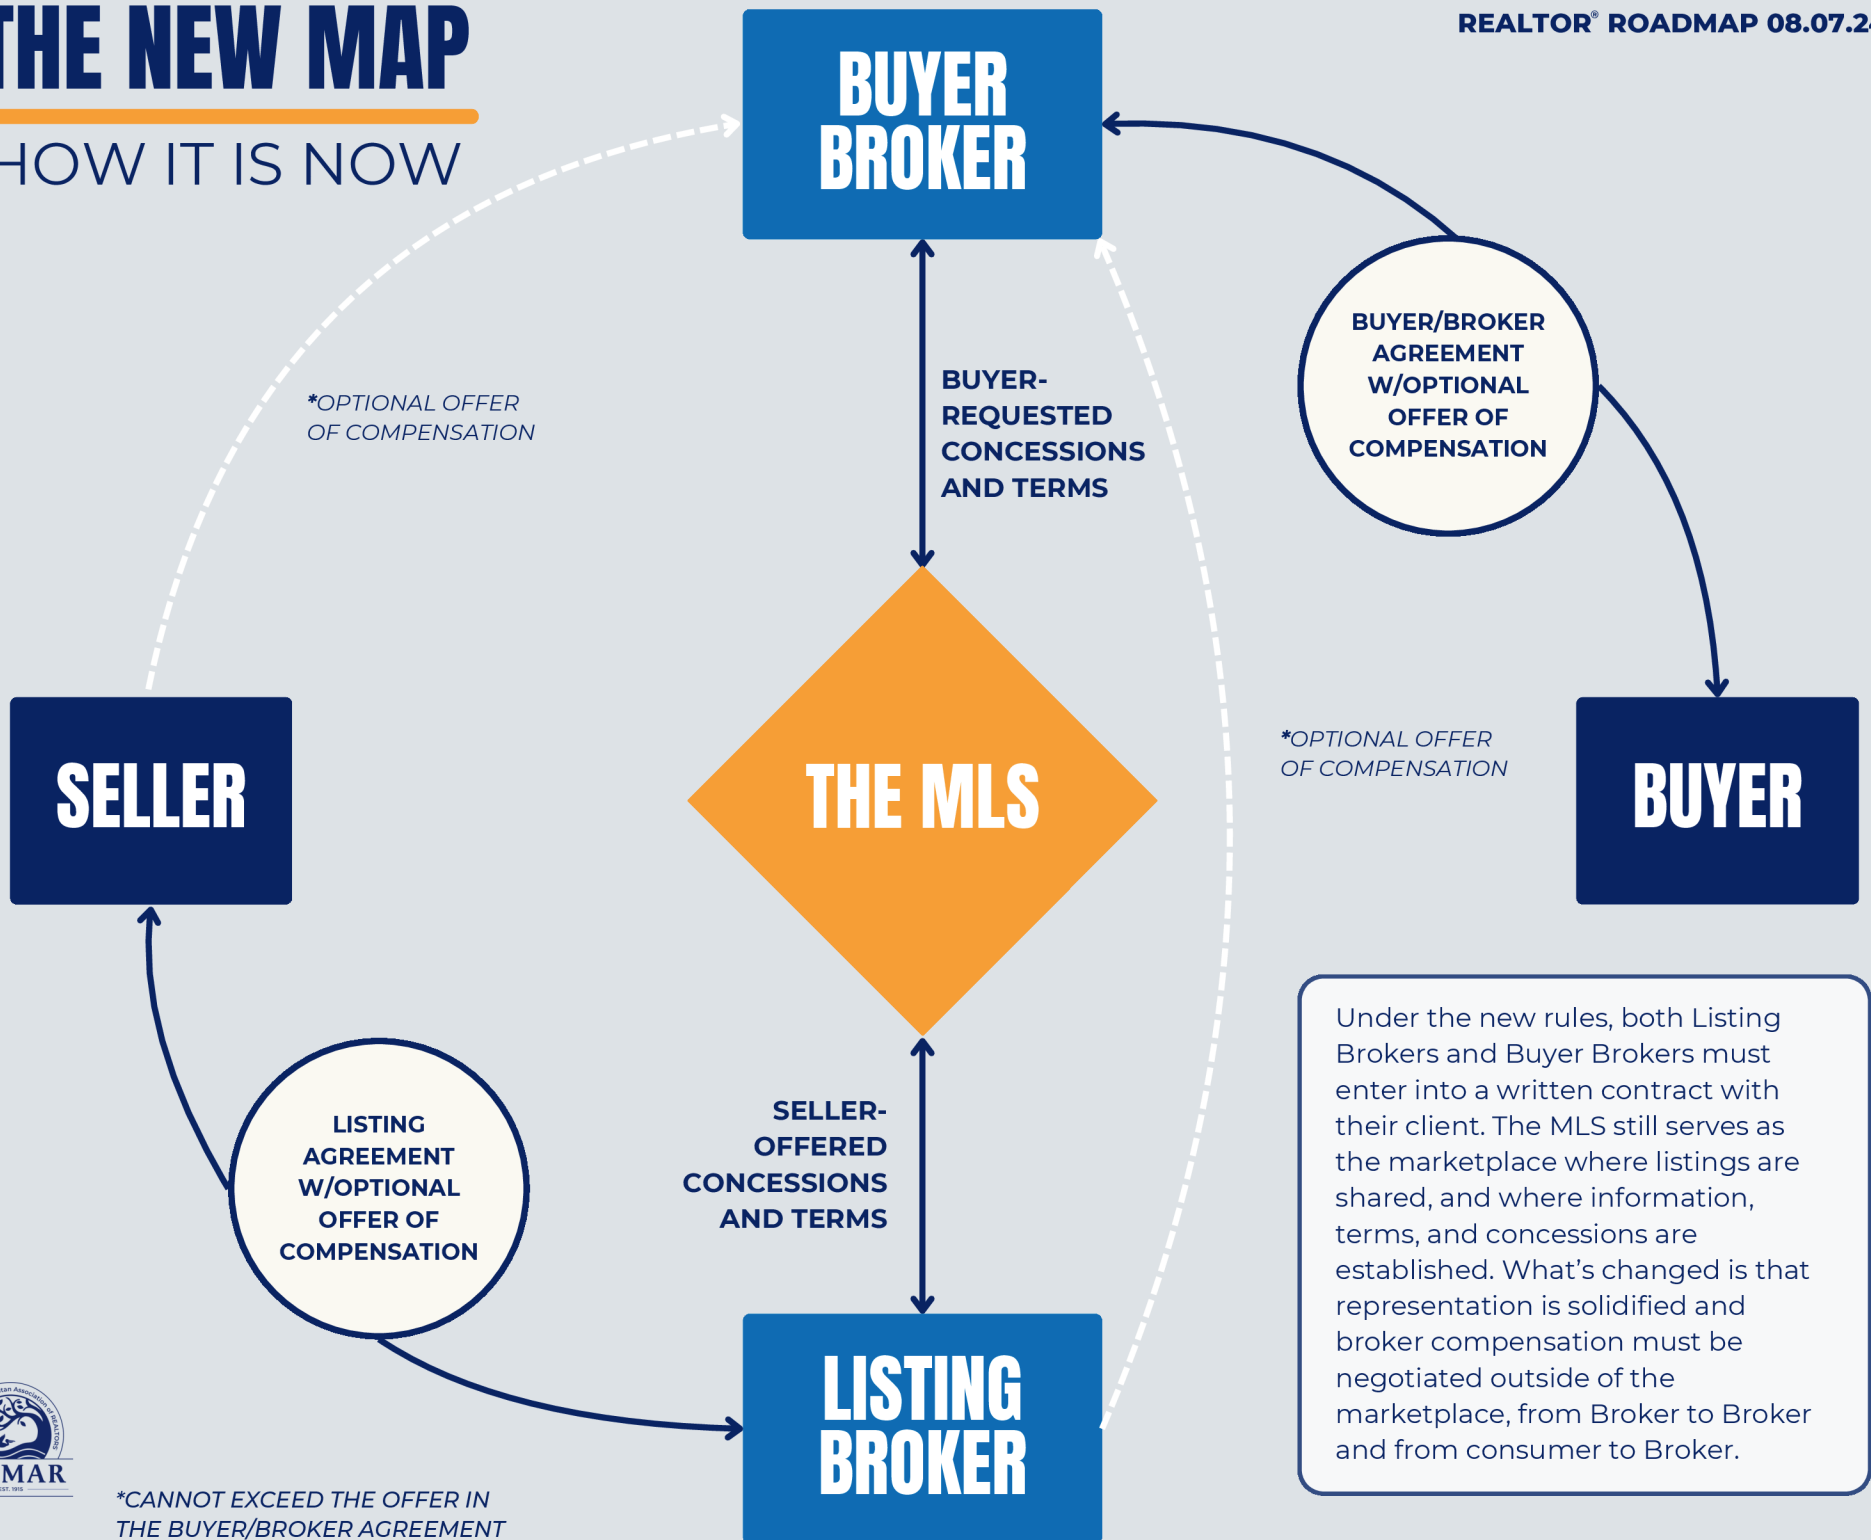 THE NEW MAP
HOW IT IS NOW
REALTOR® ROADMAP 08.07.24
BUYER
BROKER
BUYER/BROKER
AGREEMENT
W/OPTIONAL
OFFER OF
COMPENSATION
*OPTIONAL OFFER
OF COMPENSATION
BUYER-
REQUESTED
CONCESSIONS
AND TERMS
SELLER
THE MLS
*OPTIONAL OFFER
OF COMPENSATION
BUYER
LISTING
AGREEMENT
W/OPTIONAL
OFFER OF
COMPENSATION
SELLER-
OFFERED
CONCESSIONS
AND TERMS
Under the new rules, both Listing
Brokers and Buyer Brokers must
enter into a written contract with
their client. The MLS still serves as
the marketplace where listings are
shared, and where information,
terms, and concessions are
established. What’s changed is that
representation is solidified and
broker compensation must be
negotiated outside of the
marketplace, from Broker to Broker
and from consumer to Broker.
LISTING
BROKER
Association of REALTORS
MAR
EST. 1915
*CANNOT EXCEED THE OFFER IN
THE BUYER/BROKER AGREEMENT